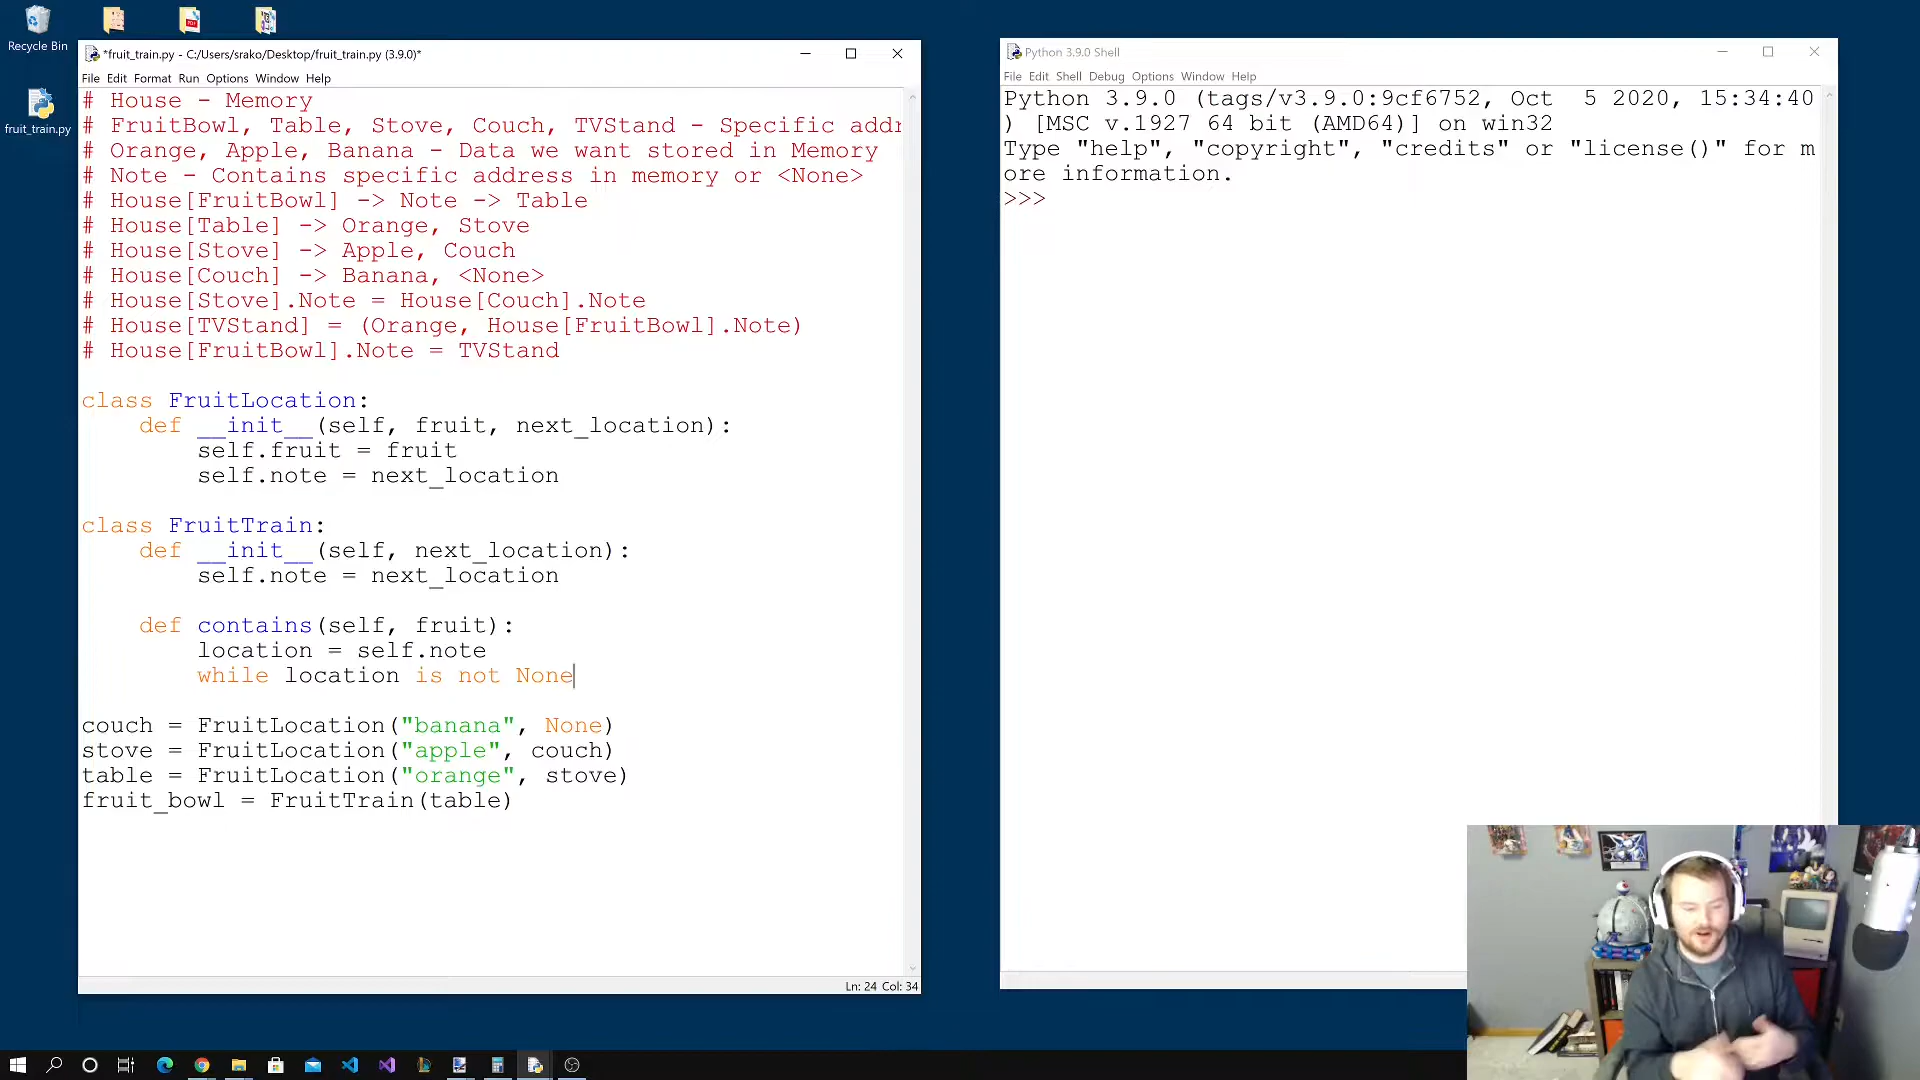 Recycle Bin
fruit_train.py
*fruit_train.py - C:/Users/srako/Desktop/fruit_train.py (3.9.0)*
File Edit Format Run Options Window Help
# House - Memory
# FruitBowl, Table, Stove, Couch, TVStand - Specific addr
# Orange, Apple, Banana - Data we want stored in Memory
# Note - Contains specific address in memory or <None>
# House[FruitBowl] -> Note -> Table
# House[Table] -> Orange, Stove
# House[Stove] -> Apple, Couch
# House[Couch] -> Banana, <None>
# House[Stove].Note = House[Couch].Note
# House[TVStand] = (Orange, House[FruitBowl].Note)
# House[FruitBowl].Note = TVStand
class FruitLocation:
def __init__(self, fruit, next_location):
self.fruit = fruit
self.note = next_location
class FruitTrain:
def __init__(self, next_location):
self.note = next_location
def contains(self, fruit):
location = self.note
while location is not None
couch = FruitLocation("banana", None)
stove = FruitLocation("apple", couch)
table = FruitLocation("orange", stove)
fruit_bowl = FruitTrain(table)
Ln: 24 Col: 34
Python 3.9.0 Shell
File Edit Shell Debug Options Window Help
Python 3.9.0 (tags/v3.9.0:9cf6752, Oct  5 2020, 15:34:40
) [MSC v.1927 64 bit (AMD64)] on win32
Type "help", "copyright", "credits" or "license()" for m
ore information.
>>>